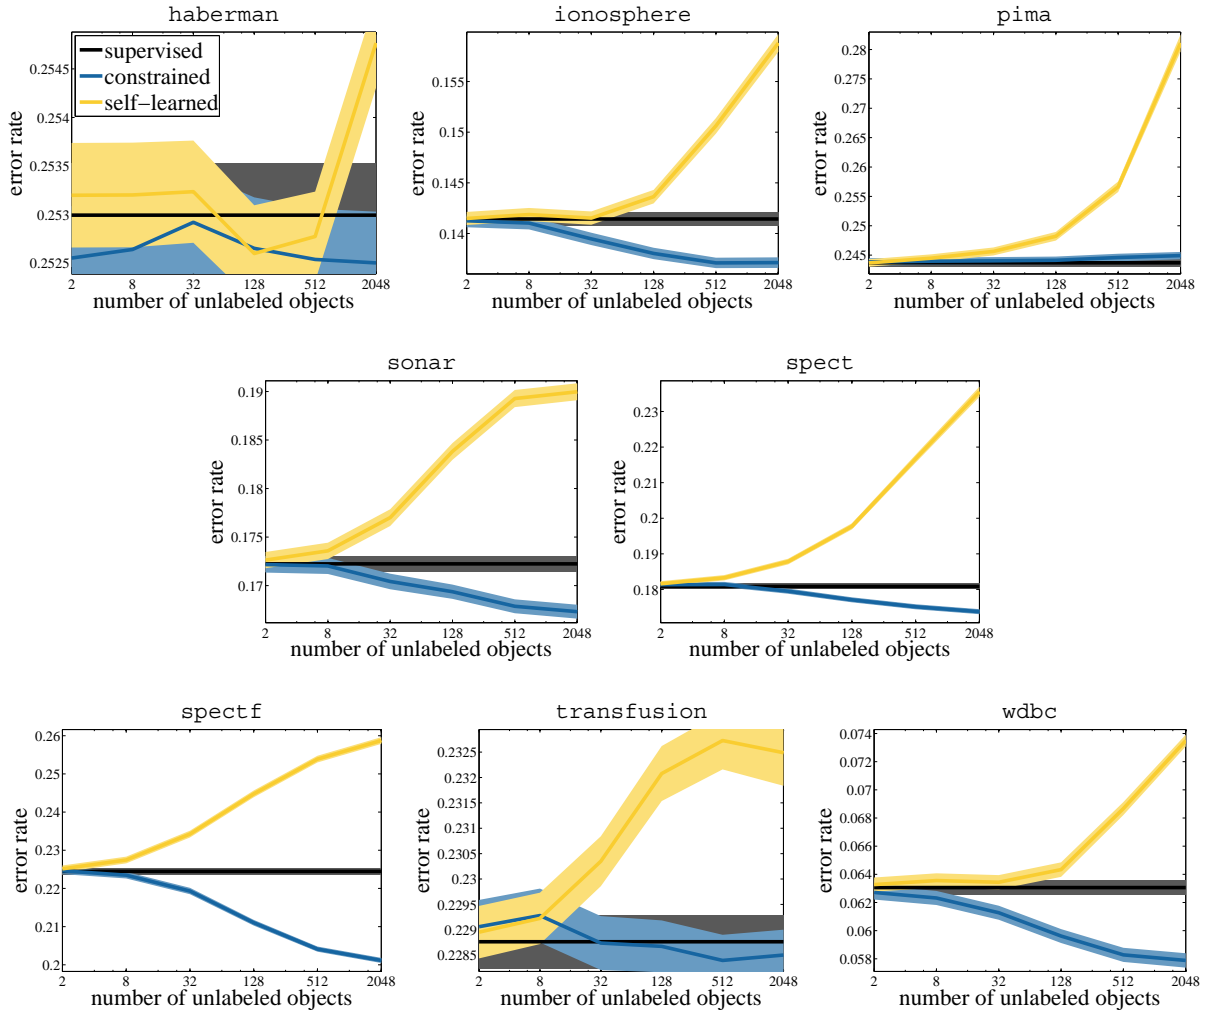 haberman
ionosphere
pima
supervised
constrained
self-learned
0.2545
0.254
0.2535
0.253
0.2525
error rate
2 8 32 128 512 2048
number of unlabeled objects
0.155
0.15
0.145
0.14
error rate
2 8 32 128 512 2048
number of unlabeled objects
0.28
0.275
0.27
0.265
0.26
0.255
0.25
0.245
error rate
2 8 32 128 512 2048
number of unlabeled objects
sonar
spect
0.19
0.185
0.18
0.175
0.17
error rate
2 8 32 128 512 2048
number of unlabeled objects
0.23
0.22
0.21
0.2
0.19
0.18
error rate
2 8 32 128 512 2048
number of unlabeled objects
spectf
transfusion
wdbc
0.26
0.25
0.24
0.23
0.22
0.21
0.2
error rate
2 8 32 128 512 2048
number of unlabeled objects
0.2325
0.232
0.2315
0.231
0.2305
0.23
0.2295
0.229
0.2285
error rate
2 8 32 128 512 2048
number of unlabeled objects
0.074
0.072
0.07
0.068
0.066
0.064
0.062
0.06
0.058
error rate
2 8 32 128 512 2048
number of unlabeled objects